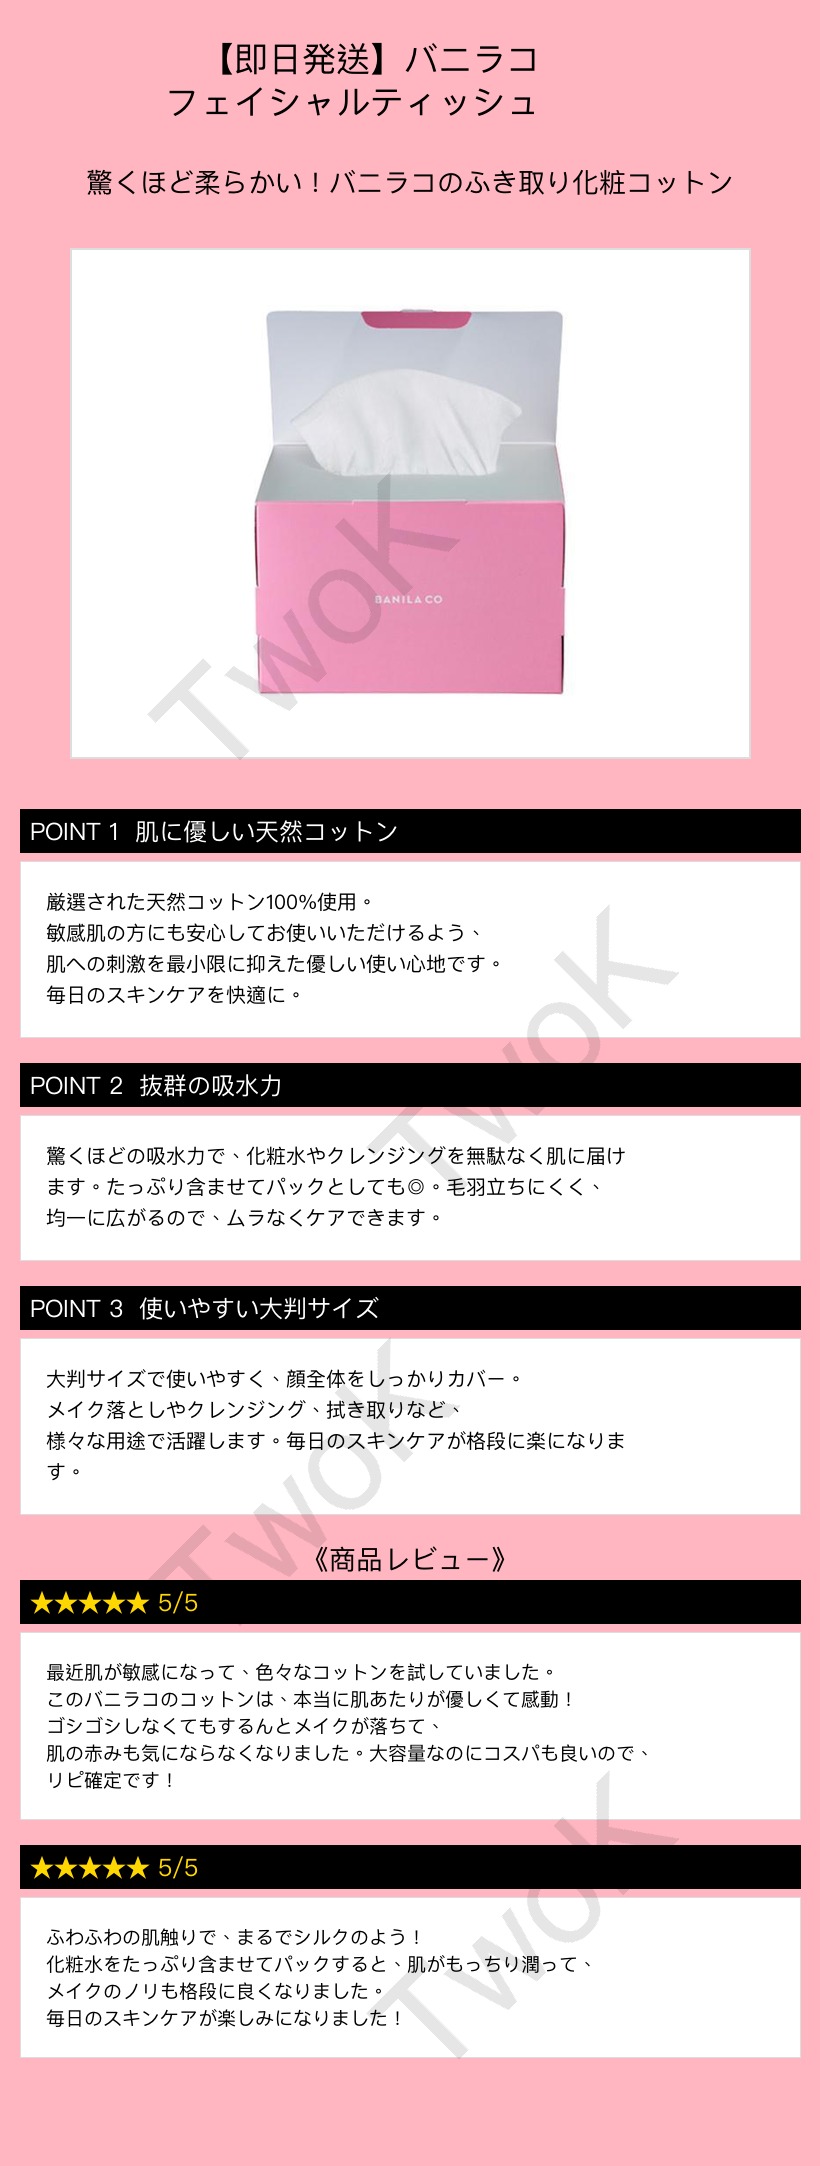 【即日発送】バニラコ
フェイシャルティッシュ
驚くほど柔らかい！バニラコのふき取り化粧コットン
BANILA CO
TwoK
POINT 1 肌に優しい天然コットン
厳選された天然コットン100%使用。
敏感肌の方にも安心してお使いいただけるよう、
肌への刺激を最小限に抑えた優しい使い心地です。
毎日のスキンケアを快適に。
TwoK
POINT 2 抜群の吸水力
驚くほどの吸水力で、化粧水やクレンジングを無駄なく肌に届け
ます。たっぷり含ませてパックとしても◎。毛羽立ちにくく、
均一に広がるので、ムラなくケアできます。
POINT 3 使いやすい大判サイズ
大判サイズで使いやすく、顔全体をしっかりカバー。
メイク落としやクレンジング、拭き取りなど、
様々な用途で活躍します。毎日のスキンケアが格段に楽になりま
す。
TwoK
《商品レビュー》
★★★★★ 5/5
最近肌が敏感になって、色々なコットンを試していました。
このバニラコのコットンは、本当に肌あたりが優しくて感動！
ゴシゴシしなくてもするんとメイクが落ちて、
肌の赤みも気にならなくなりました。大容量なのにコスパも良いので、
リピ確定です！
★★★★★ 5/5
ふわふわの肌触りで、まるでシルクのよう！
化粧水をたっぷり含ませてパックすると、肌がもっちり潤って、
メイクのノリも格段に良くなりました。
毎日のスキンケアが楽しみになりました！
TwoK